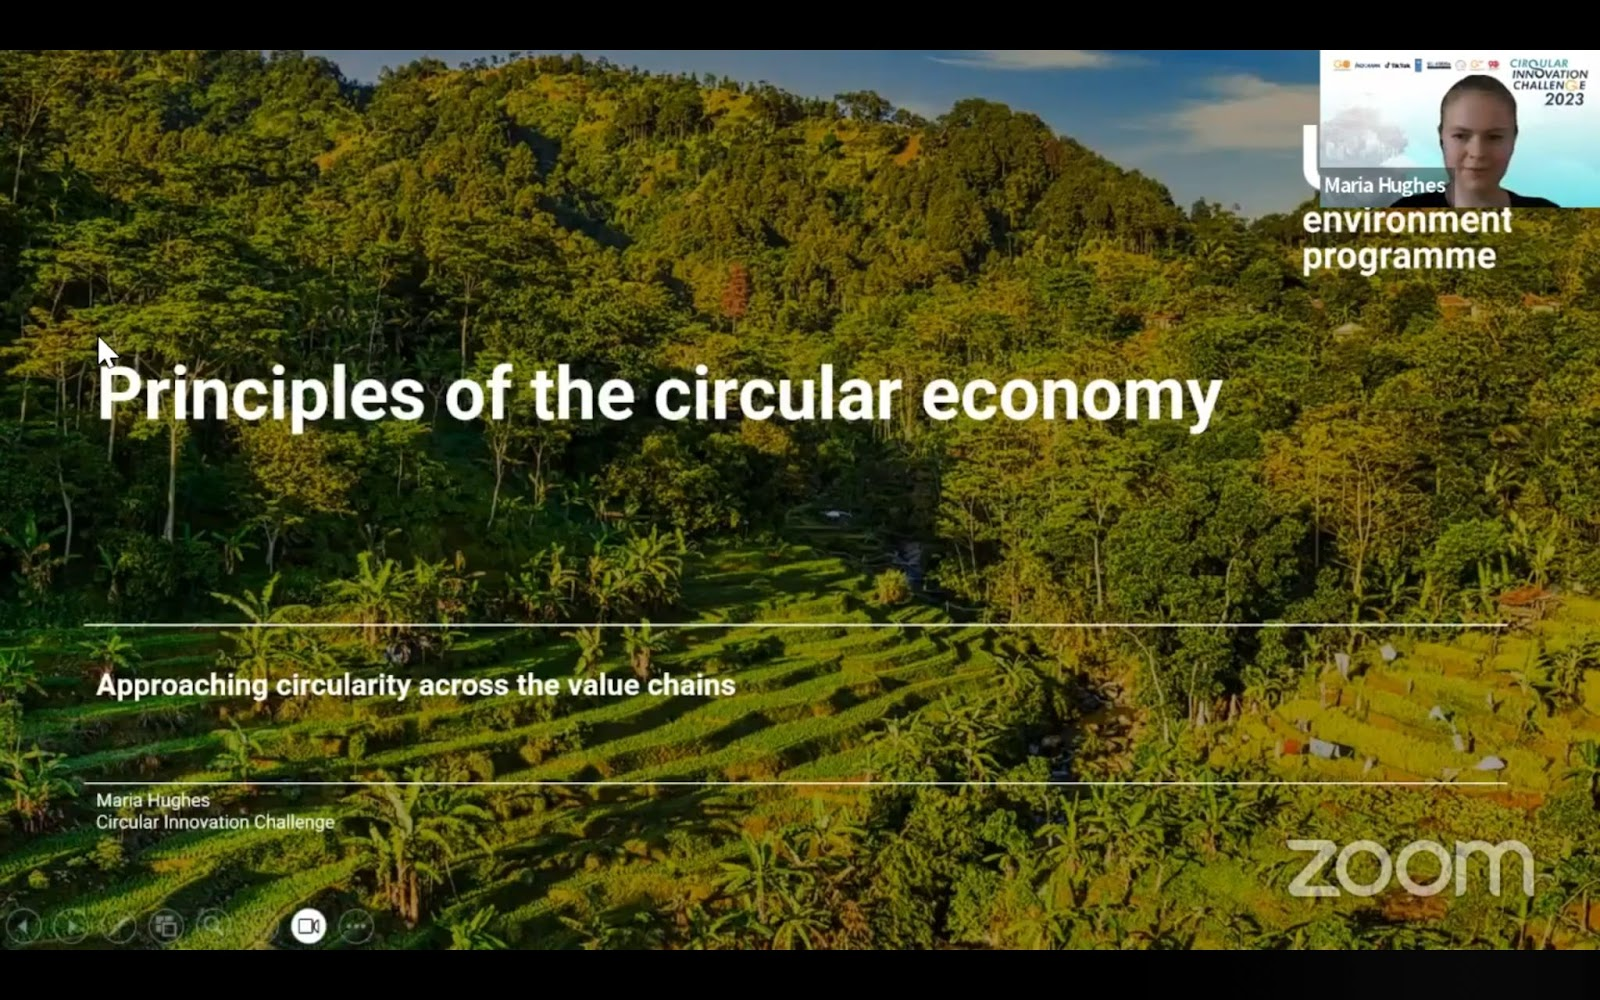 CIRCULAR
INNOVATION
CHALLENGE
2023
TikTok
Maria Hughes
environment
programme
Principles of the circular economy
Approaching circularity across the value chains
Maria Hughes
Circular Innovation Challenge
zoom